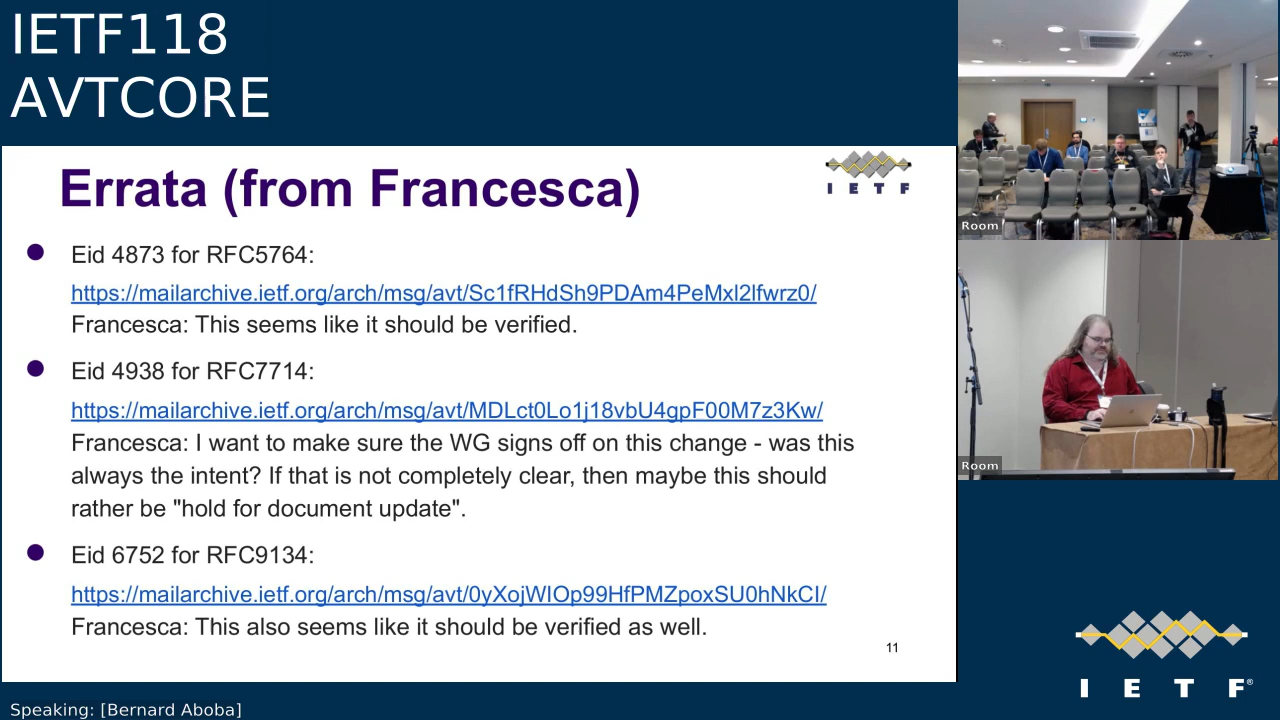 IETF118
AVTCORE
Errata (from Francesca)
I E T F
Eid 4873 for RFC5764:
https://mailarchive.ietf.org/arch/msg/avt/Sc1fRHdSh9PDAm4PeMxl2lfwrz0/
Francesca: This seems like it should be verified.
Eid 4938 for RFC7714:
https://mailarchive.ietf.org/arch/msg/avt/MDLct0Lo1j18vbU4gpF00M7z3Kw/
Francesca: I want to make sure the WG signs off on this change - was this
always the intent? If that is not completely clear, then maybe this should
rather be "hold for document update".
Eid 6752 for RFC9134:
https://mailarchive.ietf.org/arch/msg/avt/0yXojWIOp99HfPMZpoxSU0hNkCI/
Francesca: This also seems like it should be verified as well.
11
Room
Room
I E T F®
Speaking: [Bernard Aboba]